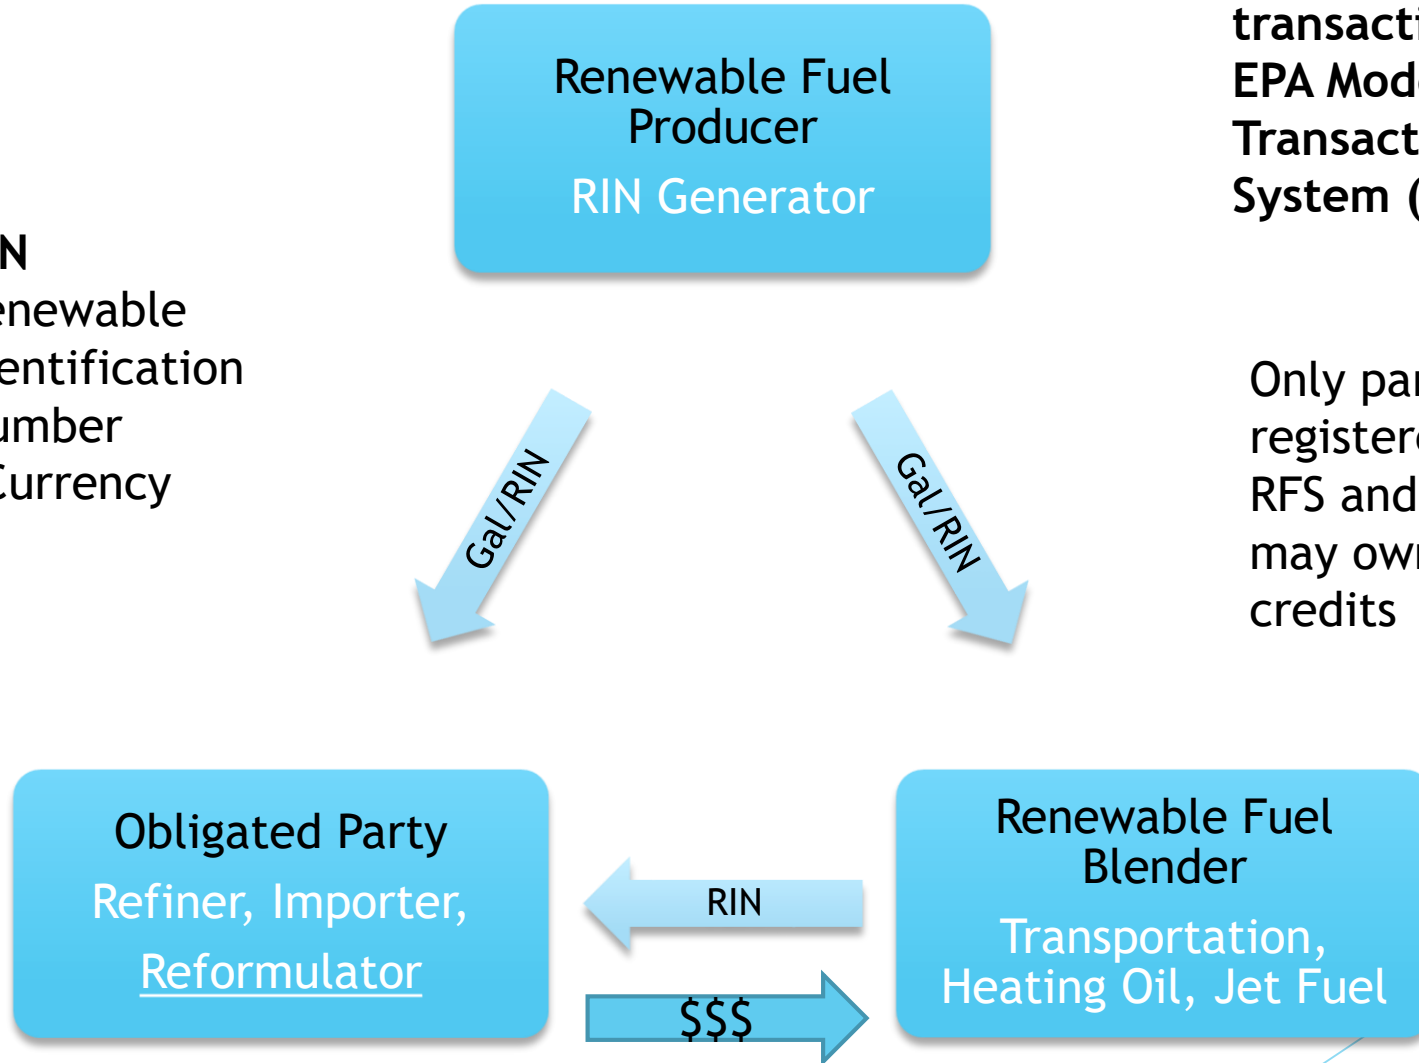 Renewable Fuel
Producer
RIN Generator
transacti
EPA Mod
Transact
System (
N
enewable
entification
umber
Currency
Only par
register
RFS and
may ow
credits
Gal/RIN
Gal/RIN
Obligated Party
Refiner, Importer,
Reformulator
RIN
$$$
Renewable Fuel
Blender
Transportation,
Heating Oil, Jet Fuel